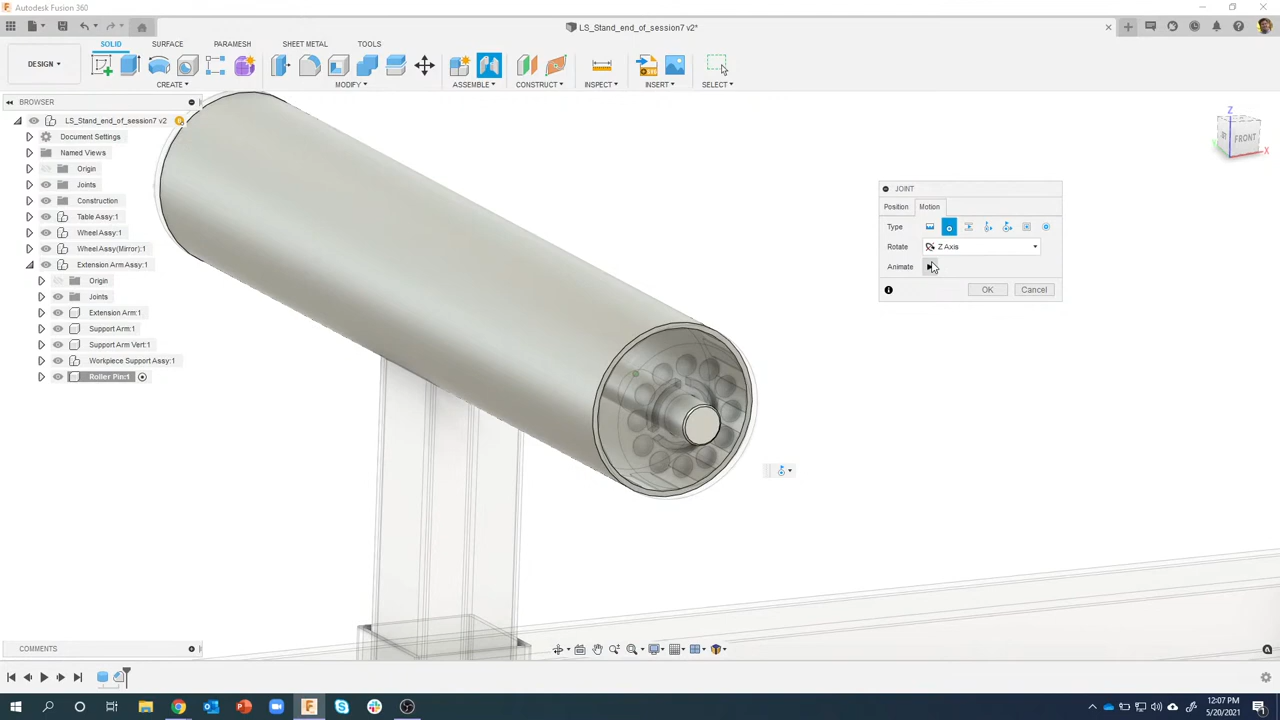 Autodesk Fusion 360
LS_Stand_end_of_session7 v2*
DESIGN
SOLID SURFACE PARAMESH SHEET METAL TOOLS
CREATE MODIFY ASSEMBLE CONSTRUCT INSPECT INSERT SELECT
BROWSER
LS_Stand_end_of_session7 v2
Document Settings
Named Views
Origin
Joints
Construction
Table Assy:1
Wheel Assy:1
Wheel Assy(Mirror):1
Extension Arm Assy:1
Origin
Joints
Extension Arm:1
Support Arm:1
Support Arm Vert:1
Workpiece Support Assy:1
Roller Pin:1
Z
FRONT
X
JOINT
Position Motion
Type
Rotate Z Axis
Animate
OK Cancel
COMMENTS
12:07 PM
5/20/2021